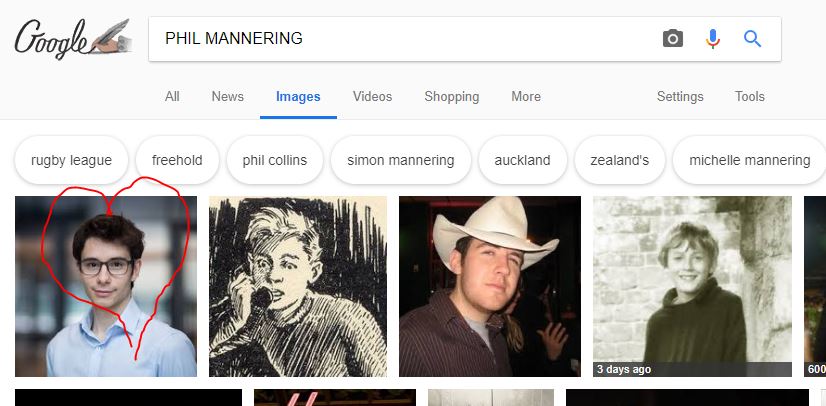 Google
PHIL MANNERING
All News Images Videos Shopping More Settings Tools
rugby league freehold phil collins simon mannering auckland zealand's michelle mannering
3 days ago 600